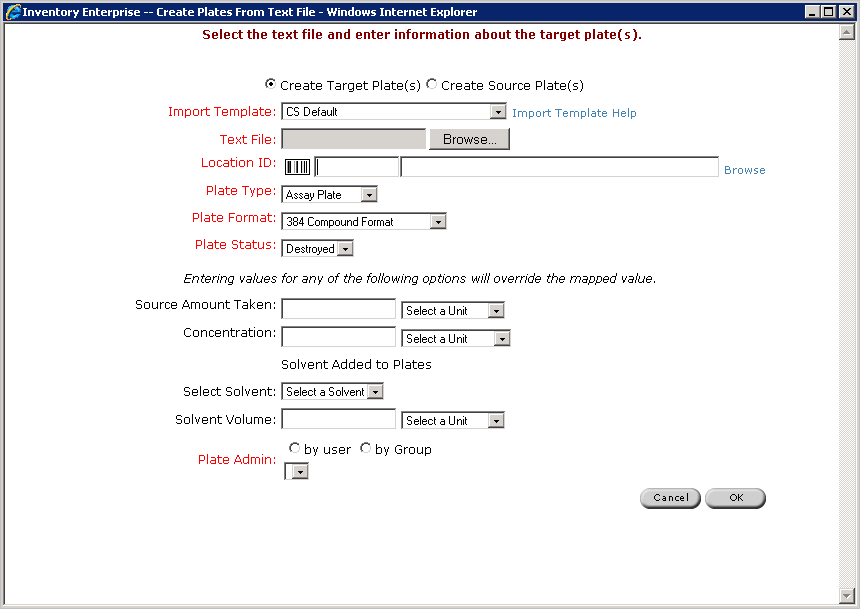 Inventory Enterprise -- Create Plates From Text File - Windows Internet Explorer
Select the text file and enter information about the target plate(s).
Create Target Plate(s) Create Source Plate(s)
Import Template: CS Default Import Template Help
Text File: Browse...
Location ID: Browse
Plate Type: Assay Plate
Plate Format: 384 Compound Format
Plate Status: Destroyed
Entering values for any of the following options will override the mapped value.
Source Amount Taken: Select a Unit
Concentration: Select a Unit
Solvent Added to Plates
Select Solvent: Select a Solvent
Solvent Volume: Select a Unit
by user by Group
Plate Admin:
Cancel OK